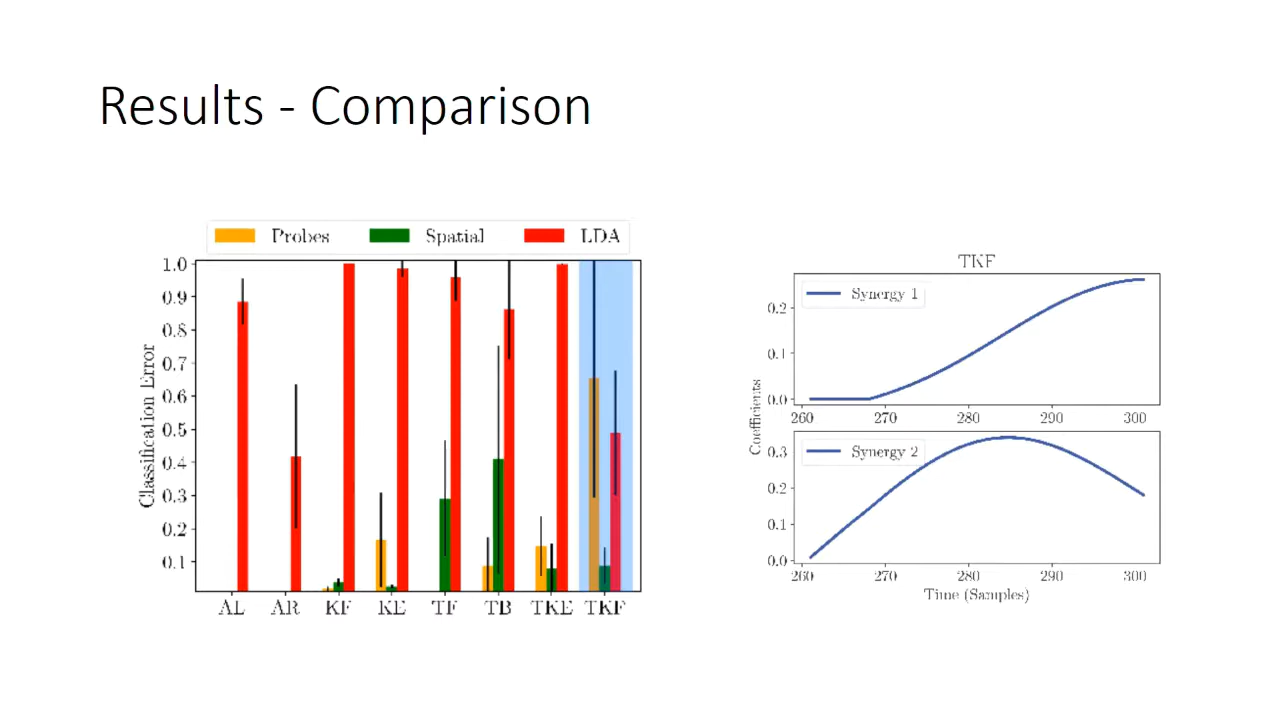 Results - Comparison
Probes Spatial LDA
1.0
0.9
0.8
0.7
0.6
0.5
0.4
0.3
0.2
0.1
Classification Error
AL AR KF KE TF TB TKE TKF
TKF
Synergy 1
0.2
0.1
0.0
260 270 280 290 300
Coefficients
Synergy 2
0.3
0.2
0.1
0.0
260 270 280 290 300
Time (Samples)